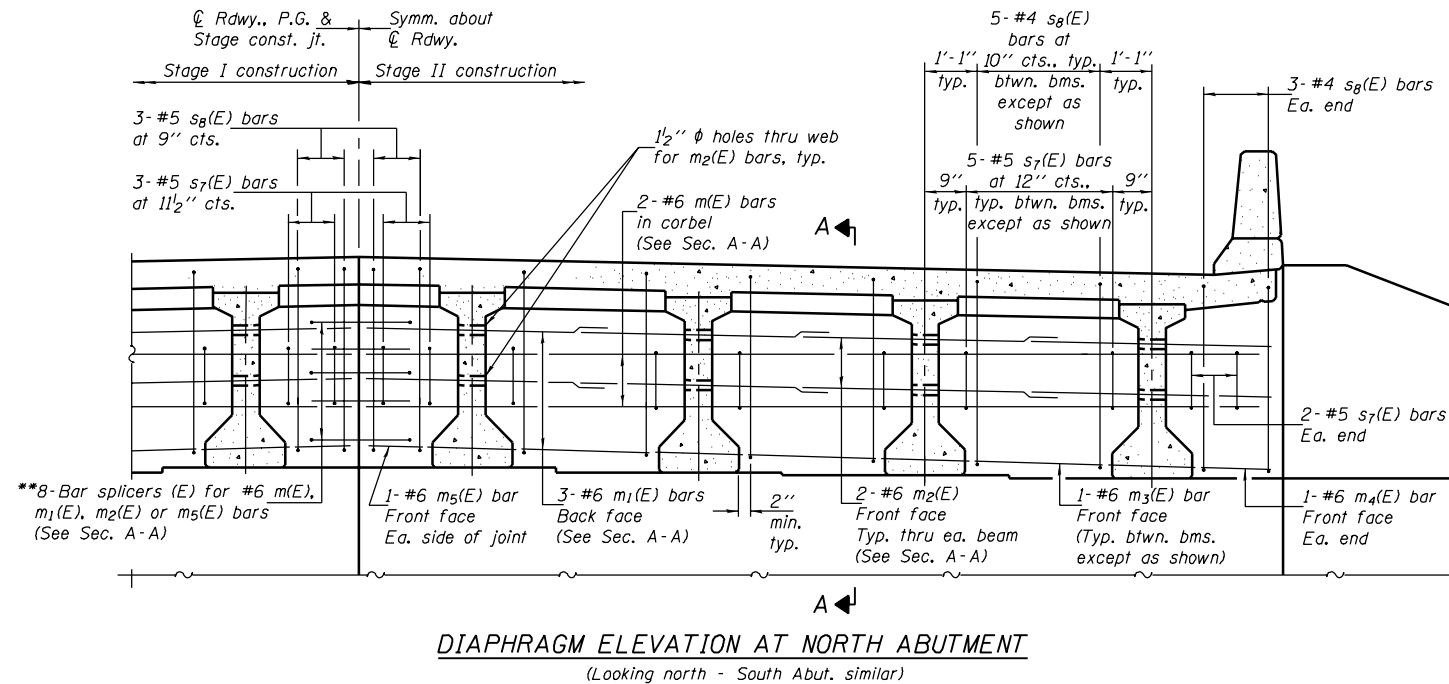 ℄ Rdwy., P.G. &
Stage const. jt.
Symm. about
℄ Rdwy.
Stage I construction
Stage II construction
3- #5 s8(E) bars
at 9" cts.
3- #5 s7(E) bars
at 11½" cts.
1½" ϕ holes thru web
for m2(E) bars, typ.
2- #6 m(E) bars
in corbel
(See Sec. A-A)
A
5- #4 s8(E)
bars at
10" cts., typ.
btwn. bms.
except as
shown
1'-1"
typ.
1'-1"
typ.
5- #5 s7(E) bars
at 12" cts.,
typ. btwn. bms.
except as shown
9"
typ.
9"
typ.
3- #4 s8(E) bars
Ea. end
2- #5 s7(E) bars
Ea. end
**8-Bar splicers (E) for #6 m(E),
m1(E), m2(E) or m5(E) bars
(See Sec. A-A)
1- #6 m5(E) bar
Front face
Ea. side of joint
3- #6 m1(E) bars
Back face
(See Sec. A-A)
2"
min.
typ.
2- #6 m2(E)
Front face
Typ. thru ea. beam
(See Sec. A-A)
1- #6 m3(E) bar
Front face
(Typ. btwn. bms.
except as shown)
1- #6 m4(E) bar
Front face
Ea. end
A
DIAPHRAGM ELEVATION AT NORTH ABUTMENT
(Looking north - South Abut. similar)